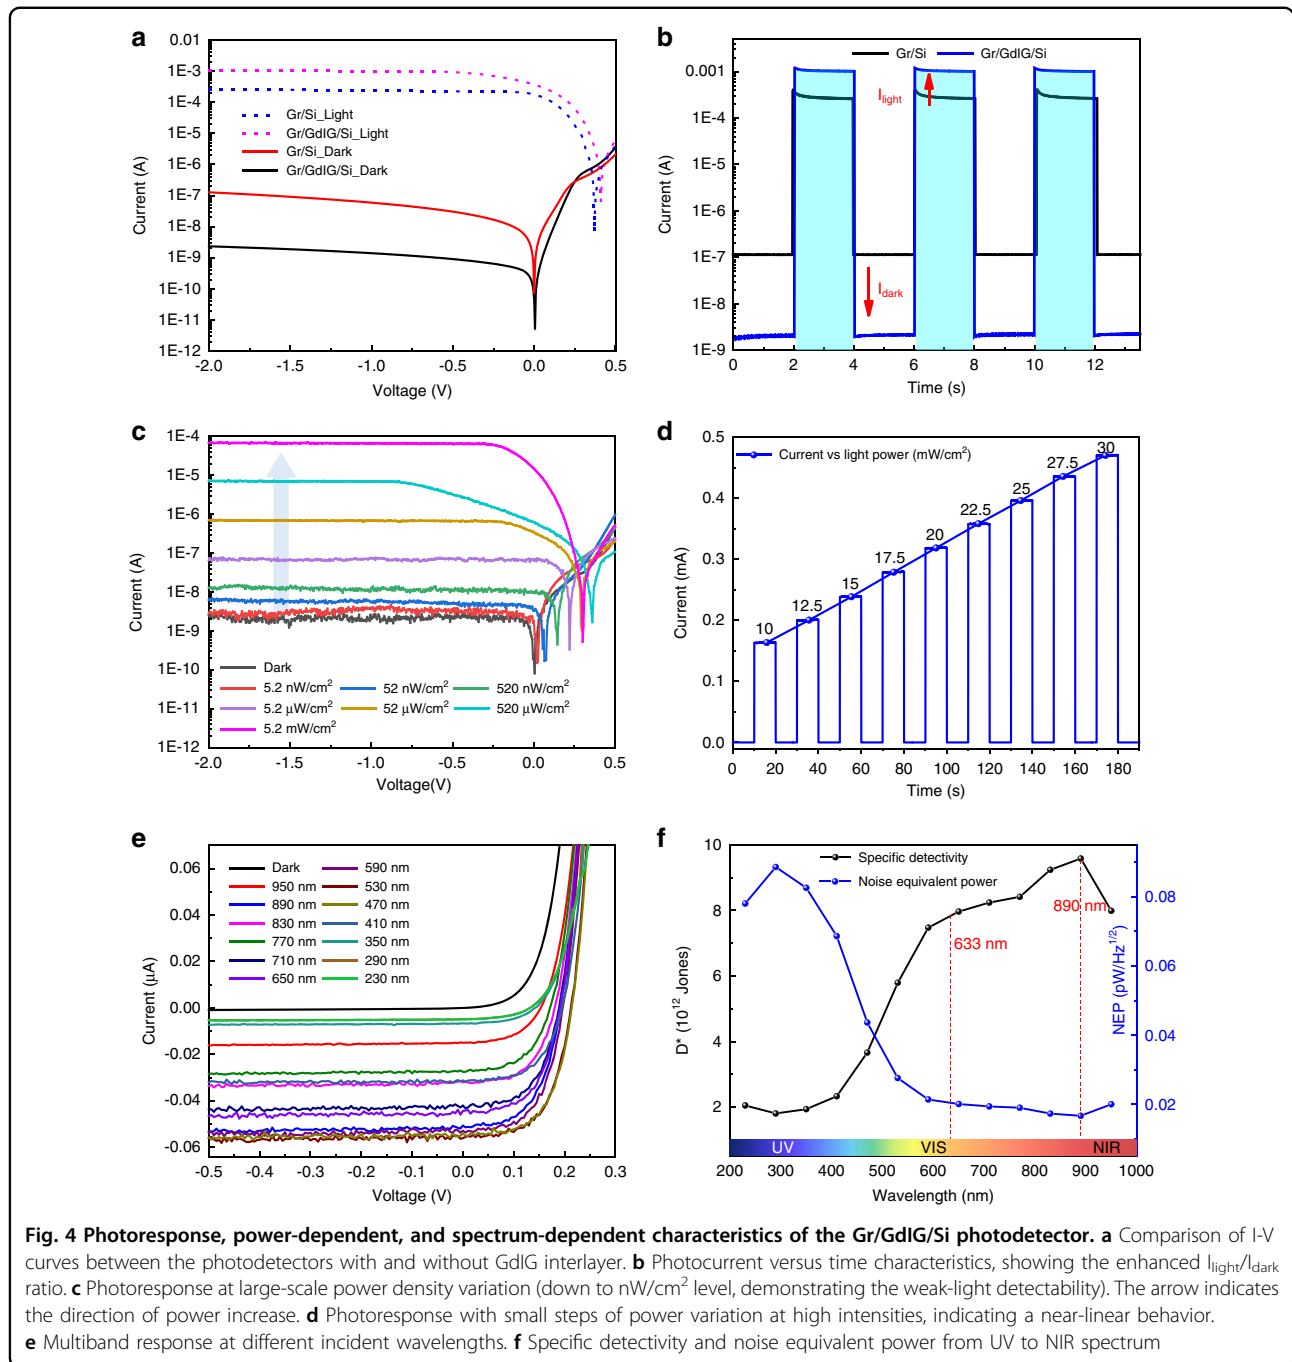 a
0.01
1E-3
1E-4
1E-5
1E-6
1E-7
1E-8
1E-9
1E-10
1E-11
1E-12
Current (A)
Gr/Si_Light
Gr/GdIG/Si_Light
Gr/Si_Dark
Gr/GdIG/Si_Dark
-2.0 -1.5 -1.0 -0.5 0.0 0.5
Voltage (V)
b
Gr/Si Gr/GdIG/Si
0.001
1E-4
1E-5
1E-6
1E-7
1E-8
1E-9
Current (A)
Ilight
Idark
0 2 4 6 8 10 12
Time (s)
c
1E-4
1E-5
1E-6
1E-7
1E-8
1E-9
1E-10
1E-11
1E-12
Current (A)
Dark
5.2 nW/cm² 52 nW/cm² 520 nW/cm²
5.2 µW/cm² 52 µW/cm² 520 µW/cm²
5.2 mW/cm²
-2.0 -1.5 -1.0 -0.5 0.0 0.5
Voltage(V)
d
Current vs light power (mW/cm²)
0.5
0.4
0.3
0.2
0.1
0.0
Current (mA)
10 12.5 15 17.5 20 22.5 25 27.5 30
0 20 40 60 80 100 120 140 160 180
Time (s)
e
0.06
0.04
0.02
0.00
-0.02
-0.04
-0.06
Current (µA)
Dark 590 nm
950 nm 530 nm
890 nm 470 nm
830 nm 410 nm
770 nm 350 nm
710 nm 290 nm
650 nm 230 nm
-0.5 -0.4 -0.3 -0.2 -0.1 0.0 0.1 0.2 0.3
Voltage (V)
f
Specific detectivity
Noise equivalent power
10
8
6
4
2
D* (10¹² Jones)
0.08
0.06
0.04
0.02
NEP (pW/Hz¹/²)
890 nm
633 nm
UV VIS NIR
200 300 400 500 600 700 800 900 1000
Wavelength (nm)
Fig. 4 Photoresponse, power-dependent, and spectrum-dependent characteristics of the Gr/GdIG/Si photodetector. a Comparison of I-V
curves between the photodetectors with and without GdIG interlayer. b Photocurrent versus time characteristics, showing the enhanced Ilight/Idark
ratio. c Photoresponse at large-scale power density variation (down to nW/cm² level, demonstrating the weak-light detectability). The arrow indicates
the direction of power increase. d Photoresponse with small steps of power variation at high intensities, indicating a near-linear behavior.
e Multiband response at different incident wavelengths. f Specific detectivity and noise equivalent power from UV to NIR spectrum